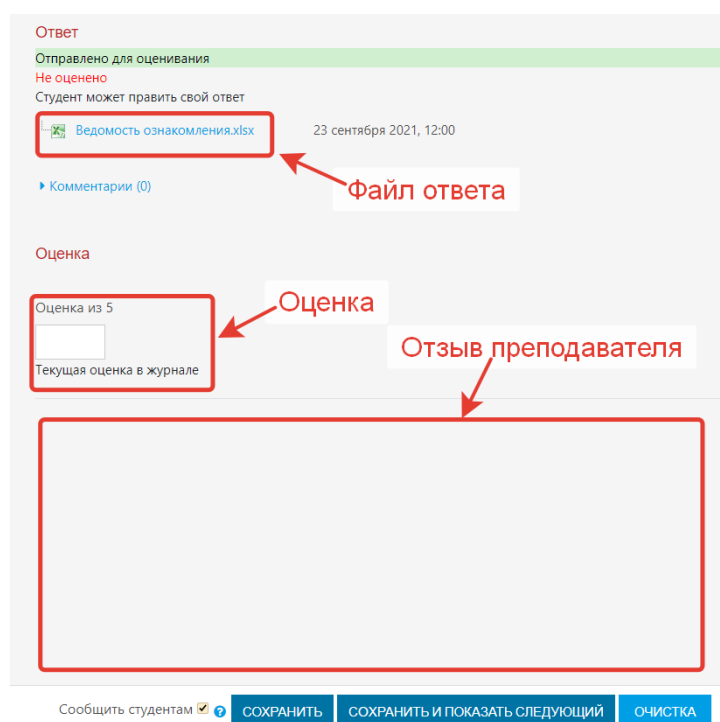 Ответ
Отправлено для оценивания
Не оценено
Студент может править свой ответ
Ведомость ознакомления.xlsx 23 сентября 2021, 12:00
Комментарии (0)
Файл ответа
Оценка
Оценка из 5
Оценка
Текущая оценка в журнале
Отзыв преподавателя
Сообщить студентам СОХРАНИТЬ СОХРАНИТЬ И ПОКАЗАТЬ СЛЕДУЮЩИЙ ОЧИСТКА